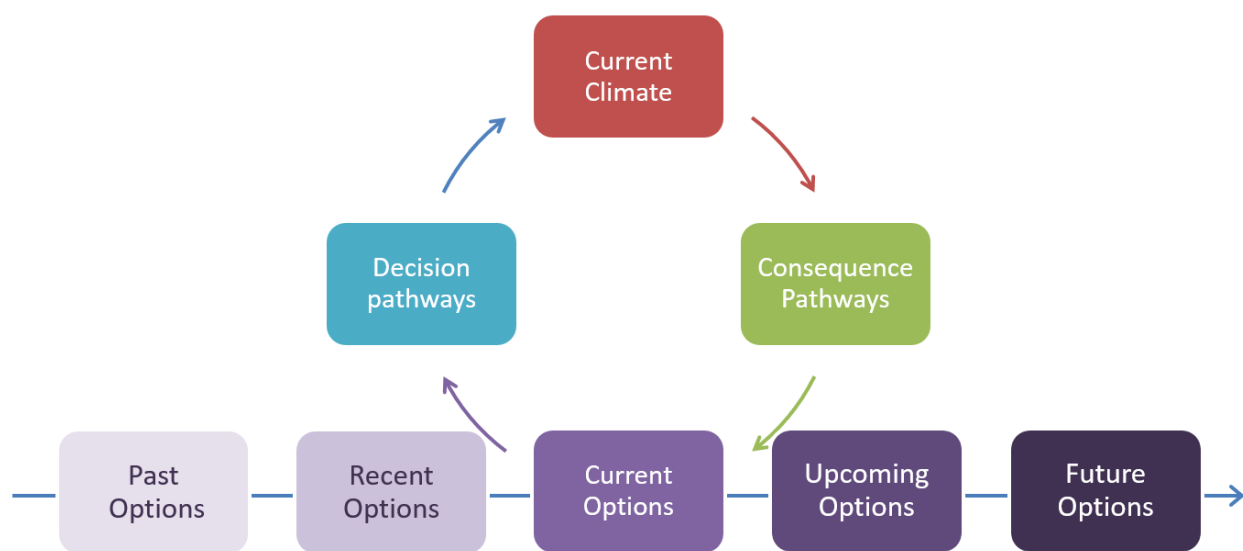 Current
Climate
Decision
pathways
Consequence
Pathways
Past
Options
Recent
Options
Current
Options
Upcoming
Options
Future
Options